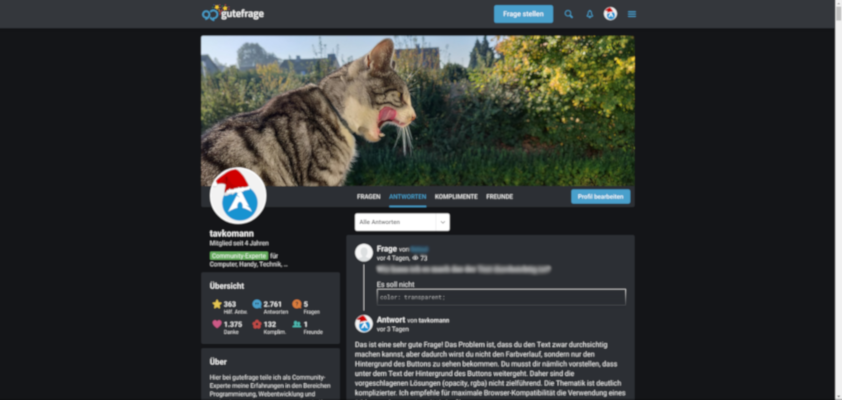 gutefrage
Frage stellen
FRAGEN ANTWORTEN KOMPLIMENTE FREUNDE
Profil bearbeiten
tavkomann
Mitglied seit 4 Jahren
Community-Experte für
Computer, Handy, Technik, ...
Alle Antworten
Übersicht
363 2.761 5
Hilf. Antw. Antworten Fragen
1.375 132 1
Danke Komplim. Freunde
Über
Hier bei gutefrage teile ich als Community-
Experte meine Erfahrungen in den Bereichen
Programmierung, Webentwicklung und
Frage von
vor 4 Tagen, 73
Es soll nicht
color: transparent;
Antwort von tavkomann
vor 3 Tagen
Das ist eine sehr gute Frage! Das Problem ist, dass du den Text zwar durchsichtig
machen kannst, aber dadurch wirst du nicht den Farbverlauf, sondern nur den
Hintergrund des Buttons zu sehen bekommen. Du musst dir nämlich vorstellen, dass
unter dem Text der Hintergrund des Buttons weitergeht. Daher sind die
vorgeschlagenen Lösungen (opacity, rgba) nicht zielführend. Die Thematik ist deutlich
komplizierter. Ich empfehle für maximale Browser-Kompatibilität die Verwendung eines